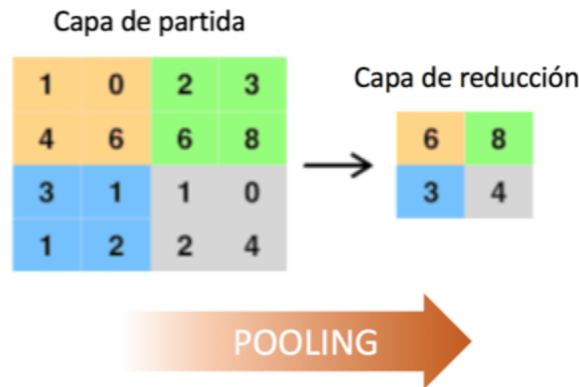 Capa de partida
1 0 2 3
4 6 6 8
3 1 1 0
1 2 2 4
Capa de reducción
6 8
3 4
POOLING